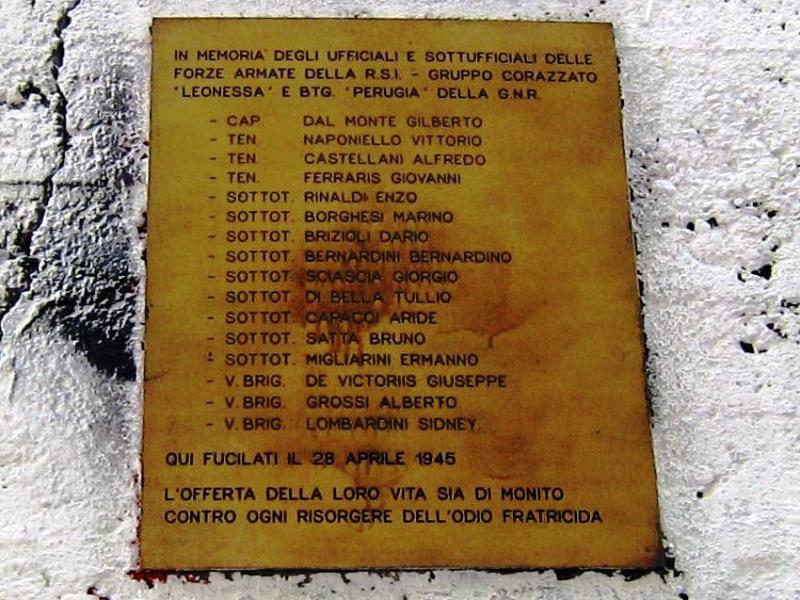 IN MEMORIA DEGLI UFFICIALI E SOTTUFFICIALI DELLE
FORZE ARMATE DELLA R.S.I. - GRUPPO CORAZZATO
"LEONESSA" E BTG. "PERUGIA" DELLA G.N.R.
- CAP. DAL MONTE GILBERTO
- TEN. NAPONIELLO VITTORIO
- TEN. CASTELLANI ALFREDO
- TEN. FERRARIS GIOVANNI
- SOTTOT. RINALDI ENZO
- SOTTOT. BORGHESI MARINO
- SOTTOT. BRIZIOLI DARIO
- SOTTOT. BERNARDINI BERNARDINO
- SOTTOT. SCIASCIA GIORGIO
- SOTTOT. DI BELLA TULLIO
- SOTTOT. CAPACCI ARIDE
- SOTTOT. SATTA BRUNO
- SOTTOT. MIGLIARINI ERMANNO
- V. BRIG. DE VICTORIIS GIUSEPPE
- V. BRIG. GROSSI ALBERTO
- V. BRIG. LOMBARDINI SIDNEY
QUI FUCILATI IL 28 APRILE 1945
L'OFFERTA DELLA LORO VITA SIA DI MONITO
CONTRO OGNI RISORGERE DELL'ODIO FRATRICIDA